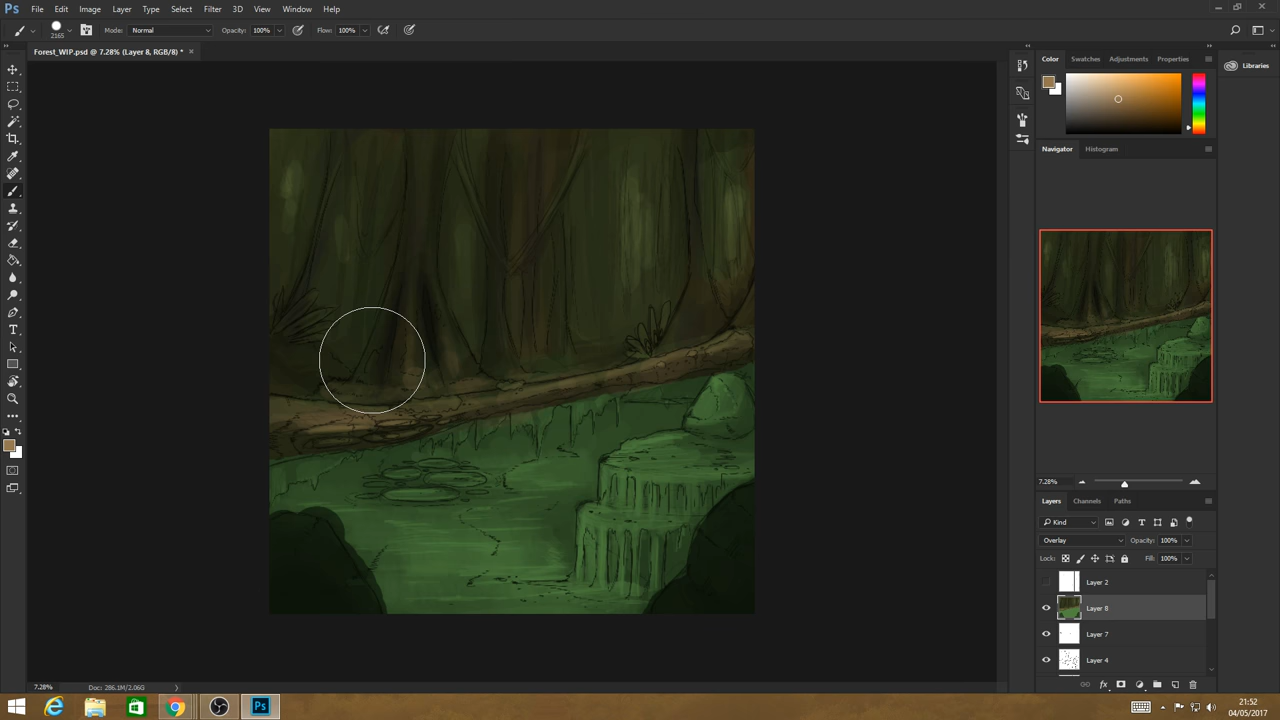 Ps File Edit Image Layer Type Select Filter 3D View Window Help
2165 Mode: Normal Opacity: 100% Flow: 100%
Forest_WIP.psd @ 7.28% (Layer 8, RGB/8) * ×
Color Swatches Adjustments Properties
Libraries
Navigator Histogram
7.28%
Layers Channels Paths
Kind
Overlay Opacity: 100%
Lock: Fill: 100%
Layer 2
Layer 8
Layer 7
Layer 4
7.28% Doc: 286.1M/2.06G
Ps
21:52
04/05/2017